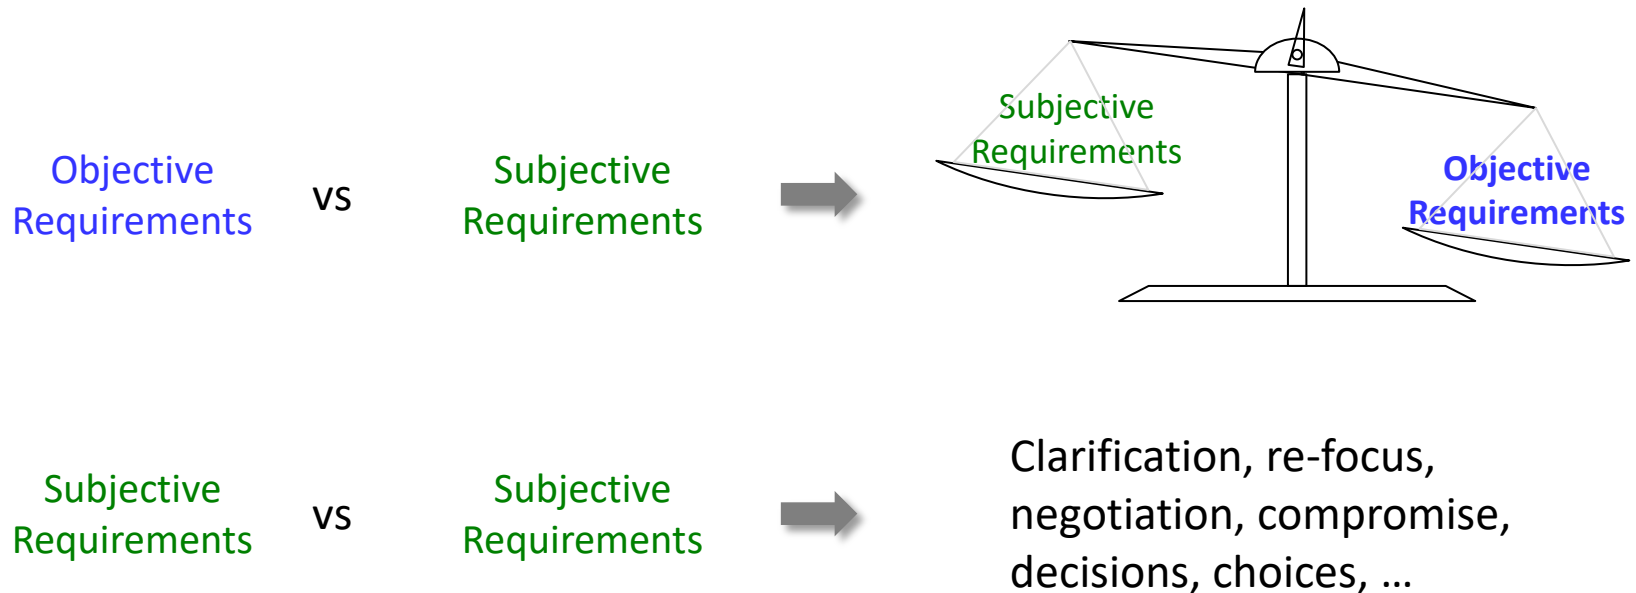 Objective
Requirements
vs
Subjective
Requirements
Subjective
Requirements
Objective
Requirements
Subjective
Requirements
vs
Subjective
Requirements
Clarification, re-focus,
negotiation, compromise,
decisions, choices, …